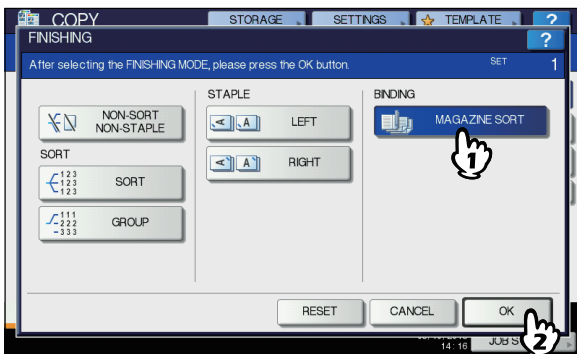 COPY
STORAGE
SETTINGS
TEMPLATE
?
FINISHING
?
After selecting the FINISHING MODE, please press the OK button.
SET
1
NON-SORT
NON-STAPLE
SORT
123
123
123
SORT
111
222
333
GROUP
STAPLE
A
A
LEFT
A
A
RIGHT
BINDING
MAGAZINE SORT
1
RESET
CANCEL
OK
2
14:16
JOB S